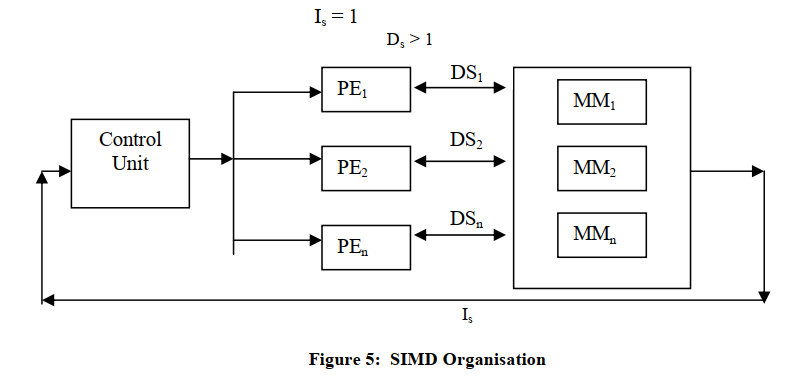 Is = 1
Ds > 1
PE1
DS1
MM1
Control
Unit
PE2
DS2
MM2
PEn
DSn
MMn
Is
Figure 5: SIMD Organisation